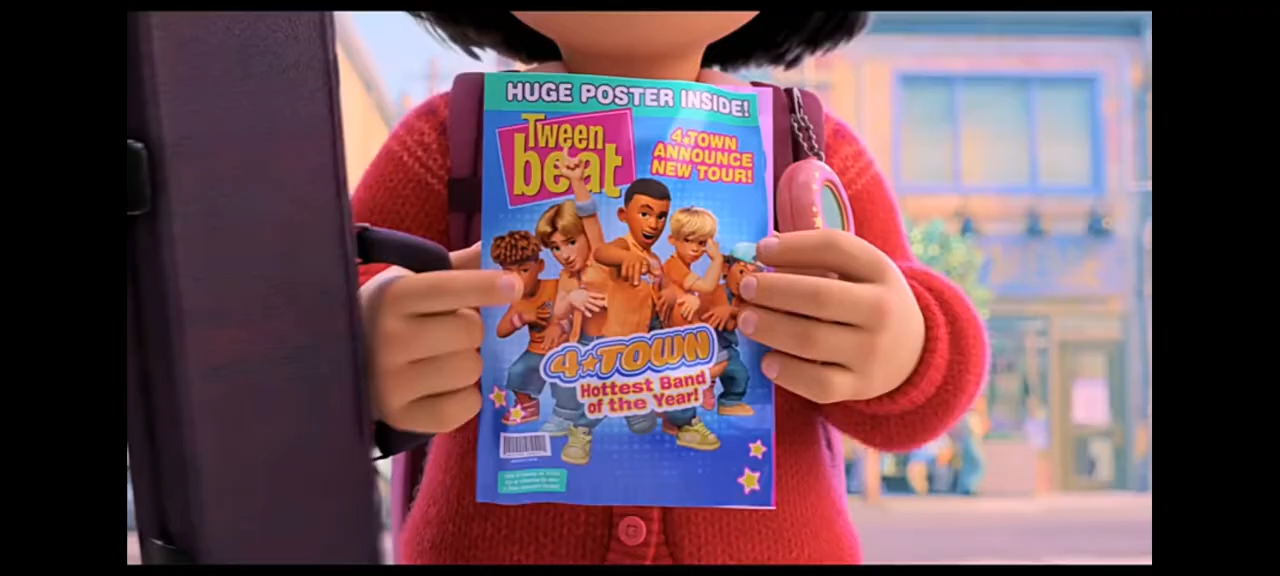 HUGE POSTER INSIDE!
Tween
beat
4★TOWN
ANNOUNCE
NEW TOUR!
4★TOWN
Hottest Band
of the Year!